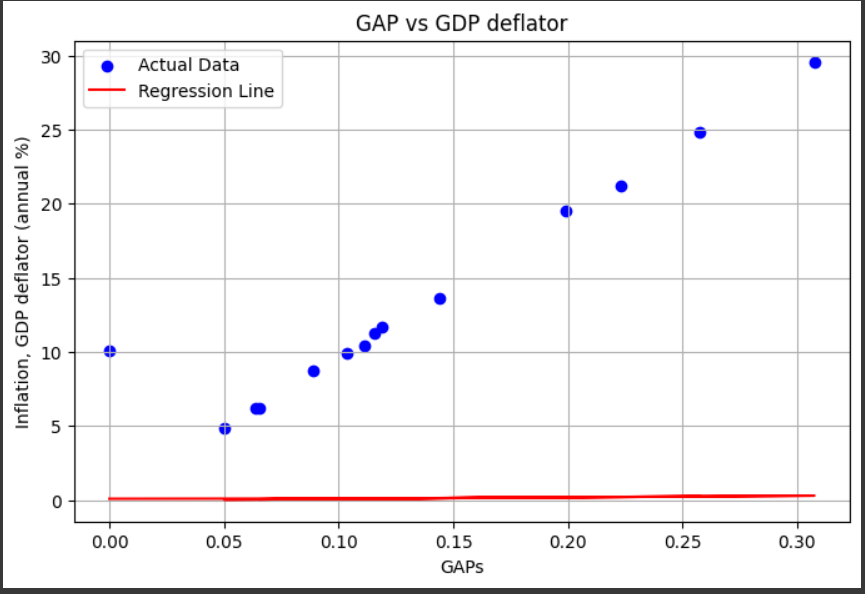 GAP vs GDP deflator
Actual Data
Regression Line
Inflation, GDP deflator (annual %)
30
25
20
15
10
5
0
0.00 0.05 0.10 0.15 0.20 0.25 0.30
GAPs